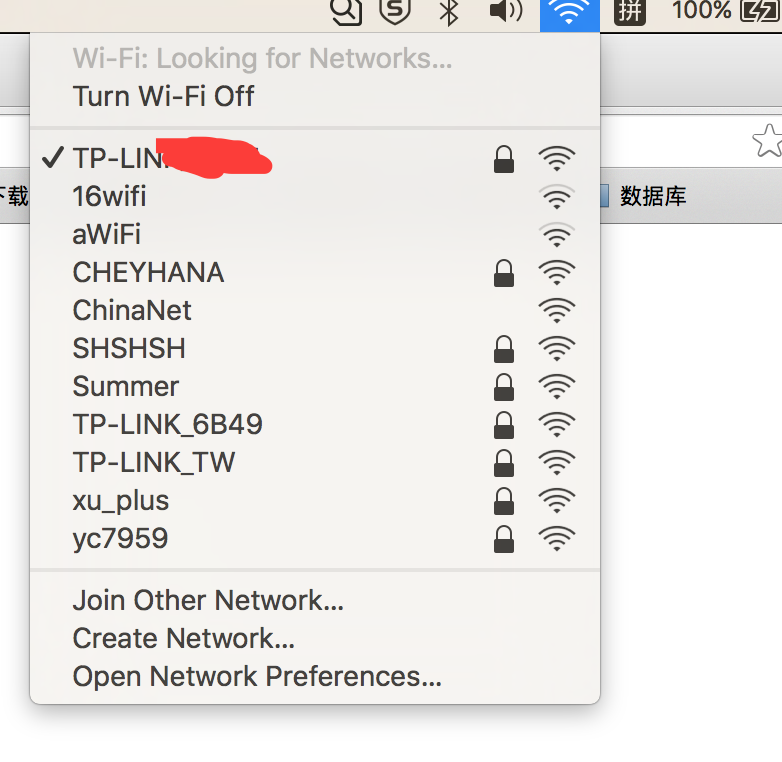 拼 100%
Wi-Fi: Looking for Networks...
Turn Wi-Fi Off
TP-LIN
16wifi
aWiFi
下载
数据库
CHEYHANA
ChinaNet
SHSHSH
Summer
TP-LINK_6B49
TP-LINK_TW
xu_plus
yc7959
Join Other Network...
Create Network...
Open Network Preferences...